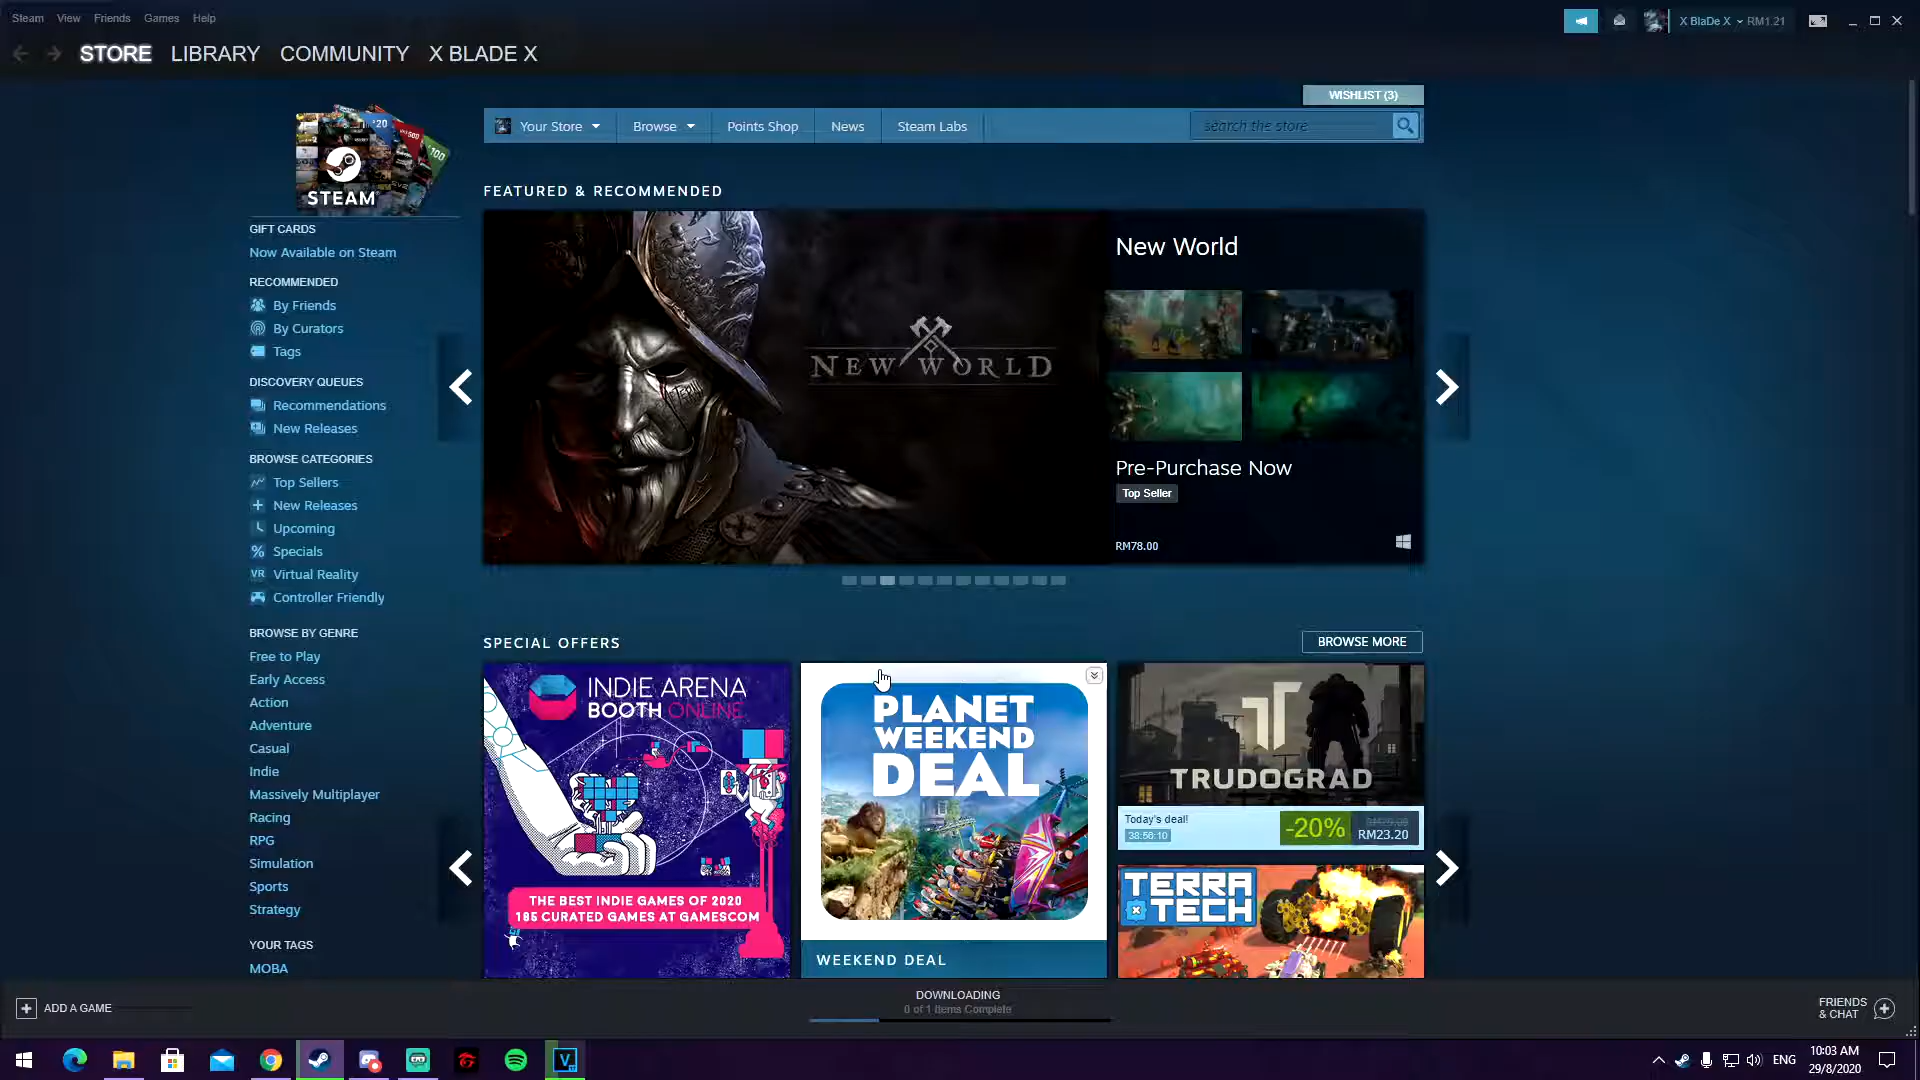 Steam View Friends Games Help
X BlaDe X RM1.21
STORE LIBRARY COMMUNITY X BLADE X
WISHLIST (3)
Your Store Browse Points Shop News Steam Labs search the store
STEAM
FEATURED & RECOMMENDED
GIFT CARDS
Now Available on Steam
RECOMMENDED
By Friends
By Curators
Tags
DISCOVERY QUEUES
Recommendations
New Releases
BROWSE CATEGORIES
Top Sellers
New Releases
Upcoming
Specials
VR Virtual Reality
Controller Friendly
BROWSE BY GENRE
Free to Play
Early Access
Action
Adventure
Casual
Indie
Massively Multiplayer
Racing
RPG
Simulation
Sports
Strategy
YOUR TAGS
MOBA
NEW WORLD
New World
Pre-Purchase Now
Top Seller
RM78.00
SPECIAL OFFERS
BROWSE MORE
INDIE ARENA
BOOTH ONLINE
THE BEST INDIE GAMES OF 2020
185 CURATED GAMES AT GAMESCOM
PLANET
WEEKEND
DEAL
WEEKEND DEAL
TRUDOGRAD
Today's deal!
38:56:10
-20%
RM29.00
RM23.20
TERRA
TECH
ADD A GAME
DOWNLOADING
0 of 1 Items Complete
FRIENDS
& CHAT
ENG
10:03 AM
29/8/2020